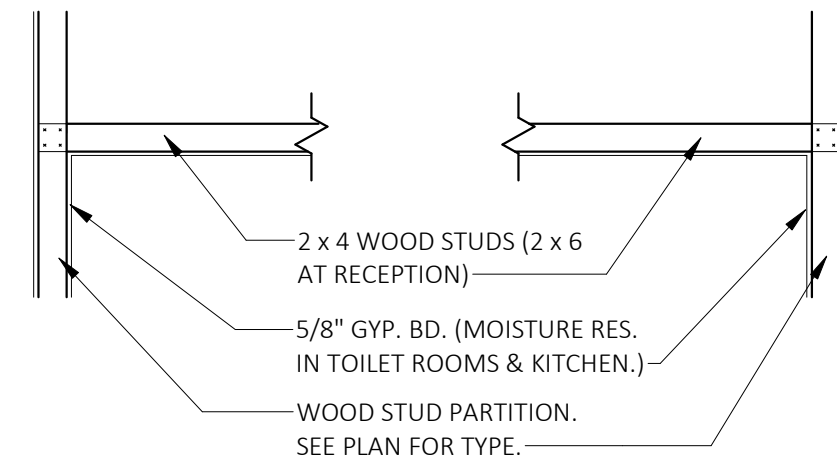 2 x 4 WOOD STUDS (2 x 6
AT RECEPTION)
5/8" GYP. BD. (MOISTURE RES.
IN TOILET ROOMS & KITCHEN.)
WOOD STUD PARTITION.
SEE PLAN FOR TYPE.